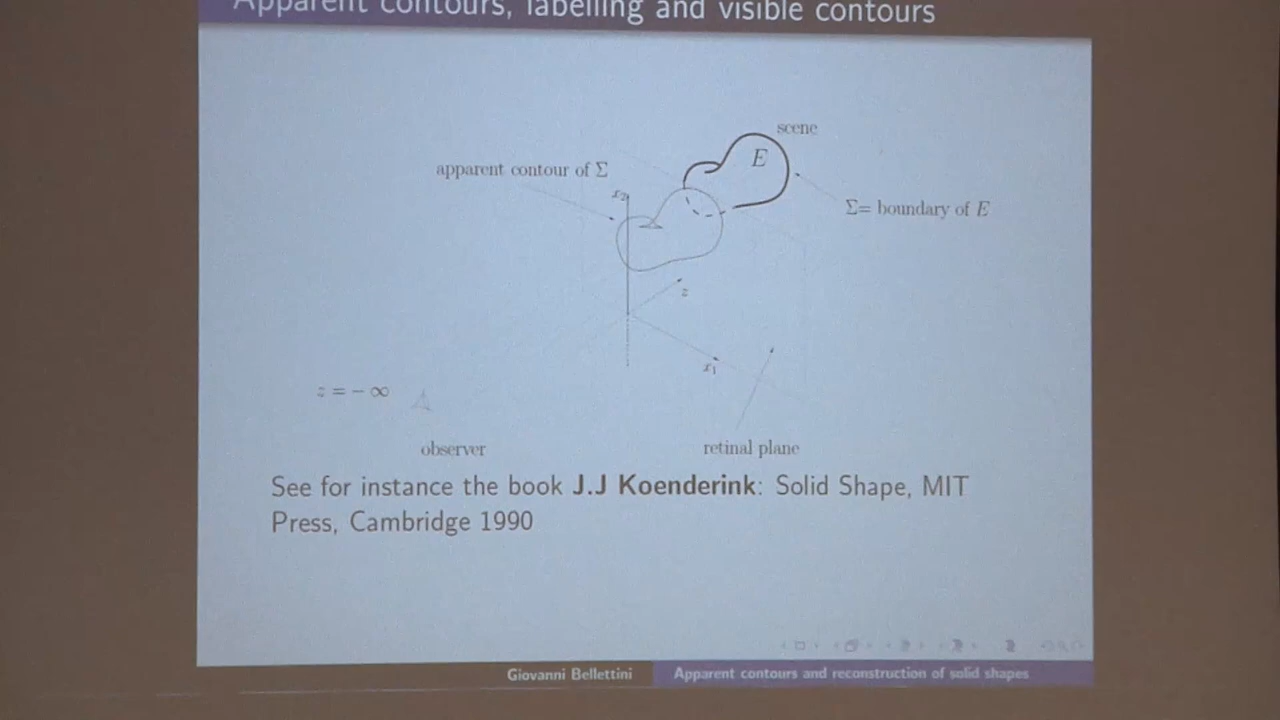 Apparent contours, labelling and visible contours
scene
E
apparent contour of Σ
x2
Σ= boundary of E
z
x1
z = − ∞
observer
retinal plane
See for instance the book J.J Koenderink: Solid Shape, MIT
Press, Cambridge 1990
Giovanni Bellettini
Apparent contours and reconstruction of solid shapes